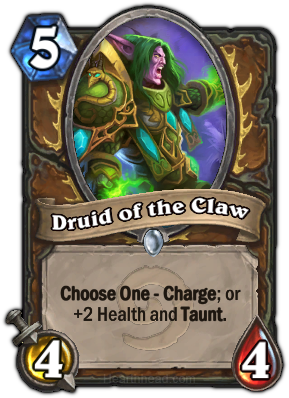 5
Druid of the Claw
Choose One - Charge; or
+2 Health and Taunt.
4
4